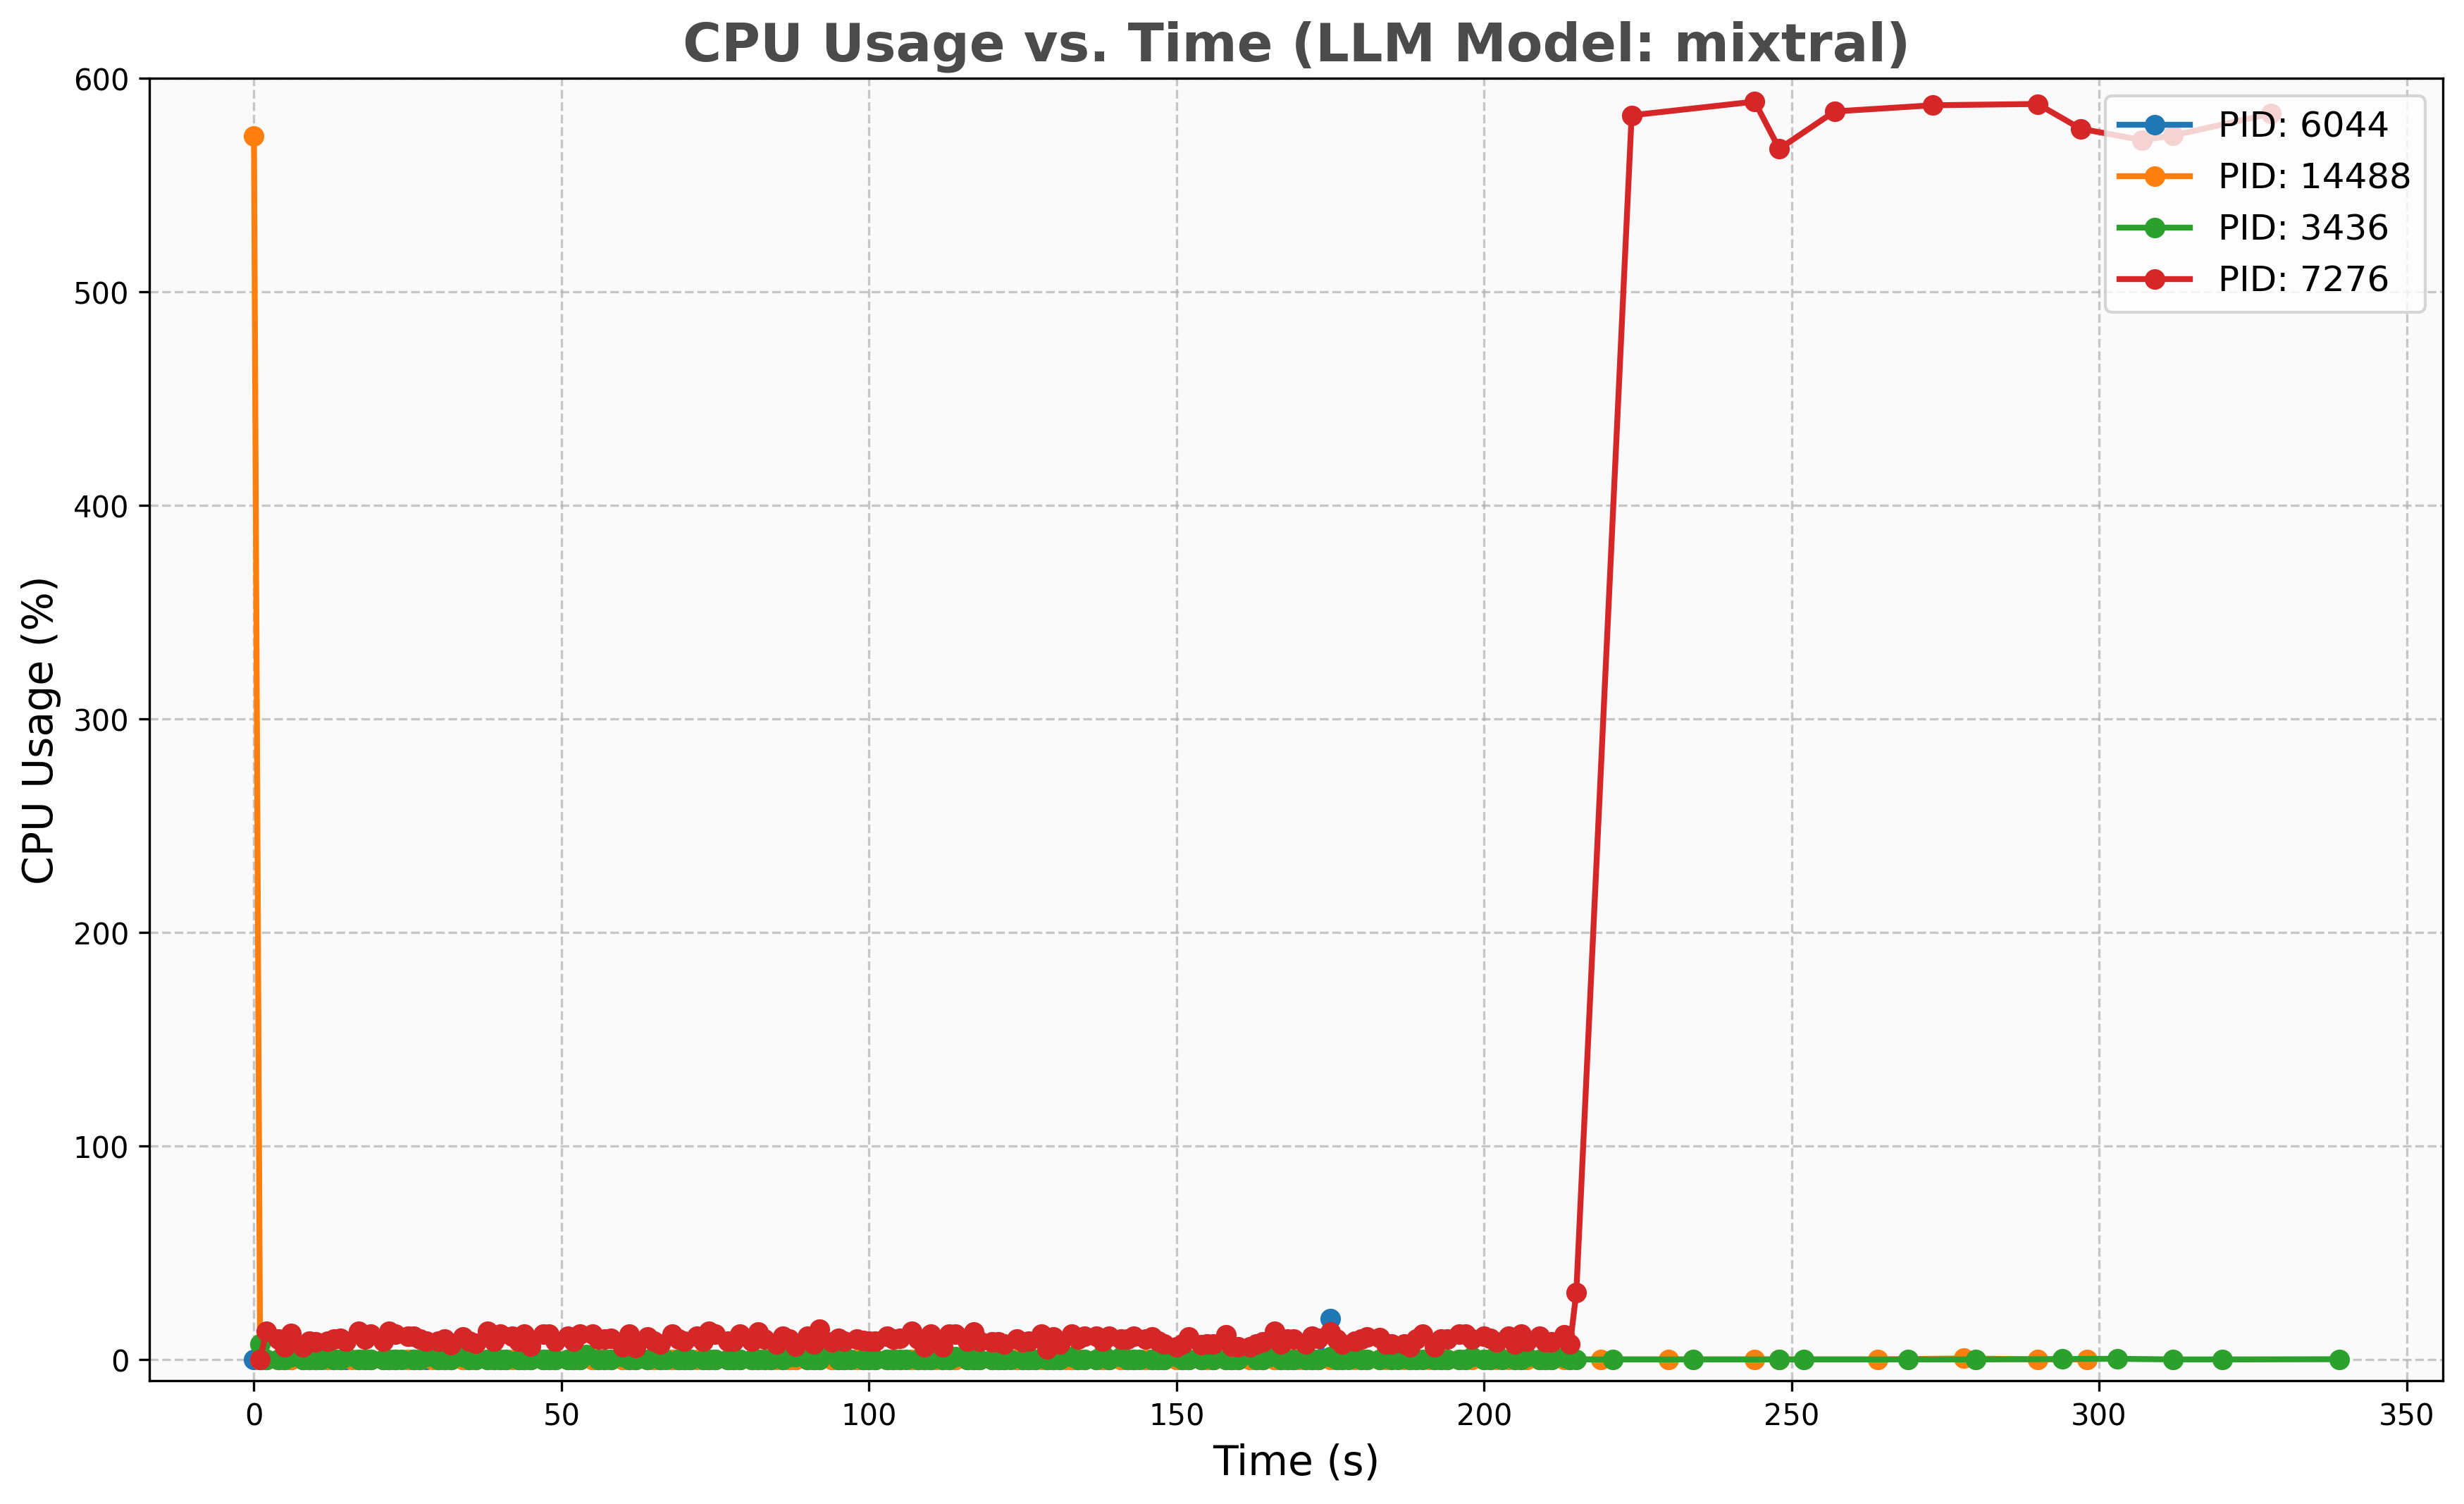 CPU Usage vs. Time (LLM Model: mixtral)
600
500
400
300
200
100
0
CPU Usage (%)
PID: 6044
PID: 14488
PID: 3436
PID: 7276
0 50 100 150 200 250 300 350
Time (s)